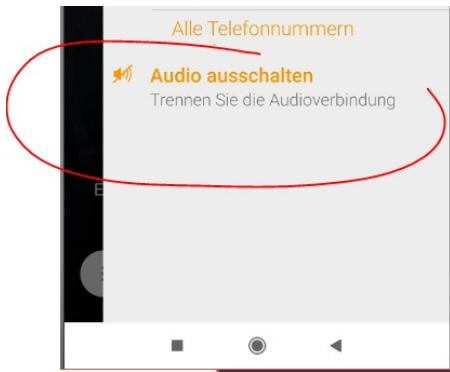 Alle Telefonnummern
Audio ausschalten
Trennen Sie die Audioverbindung
E